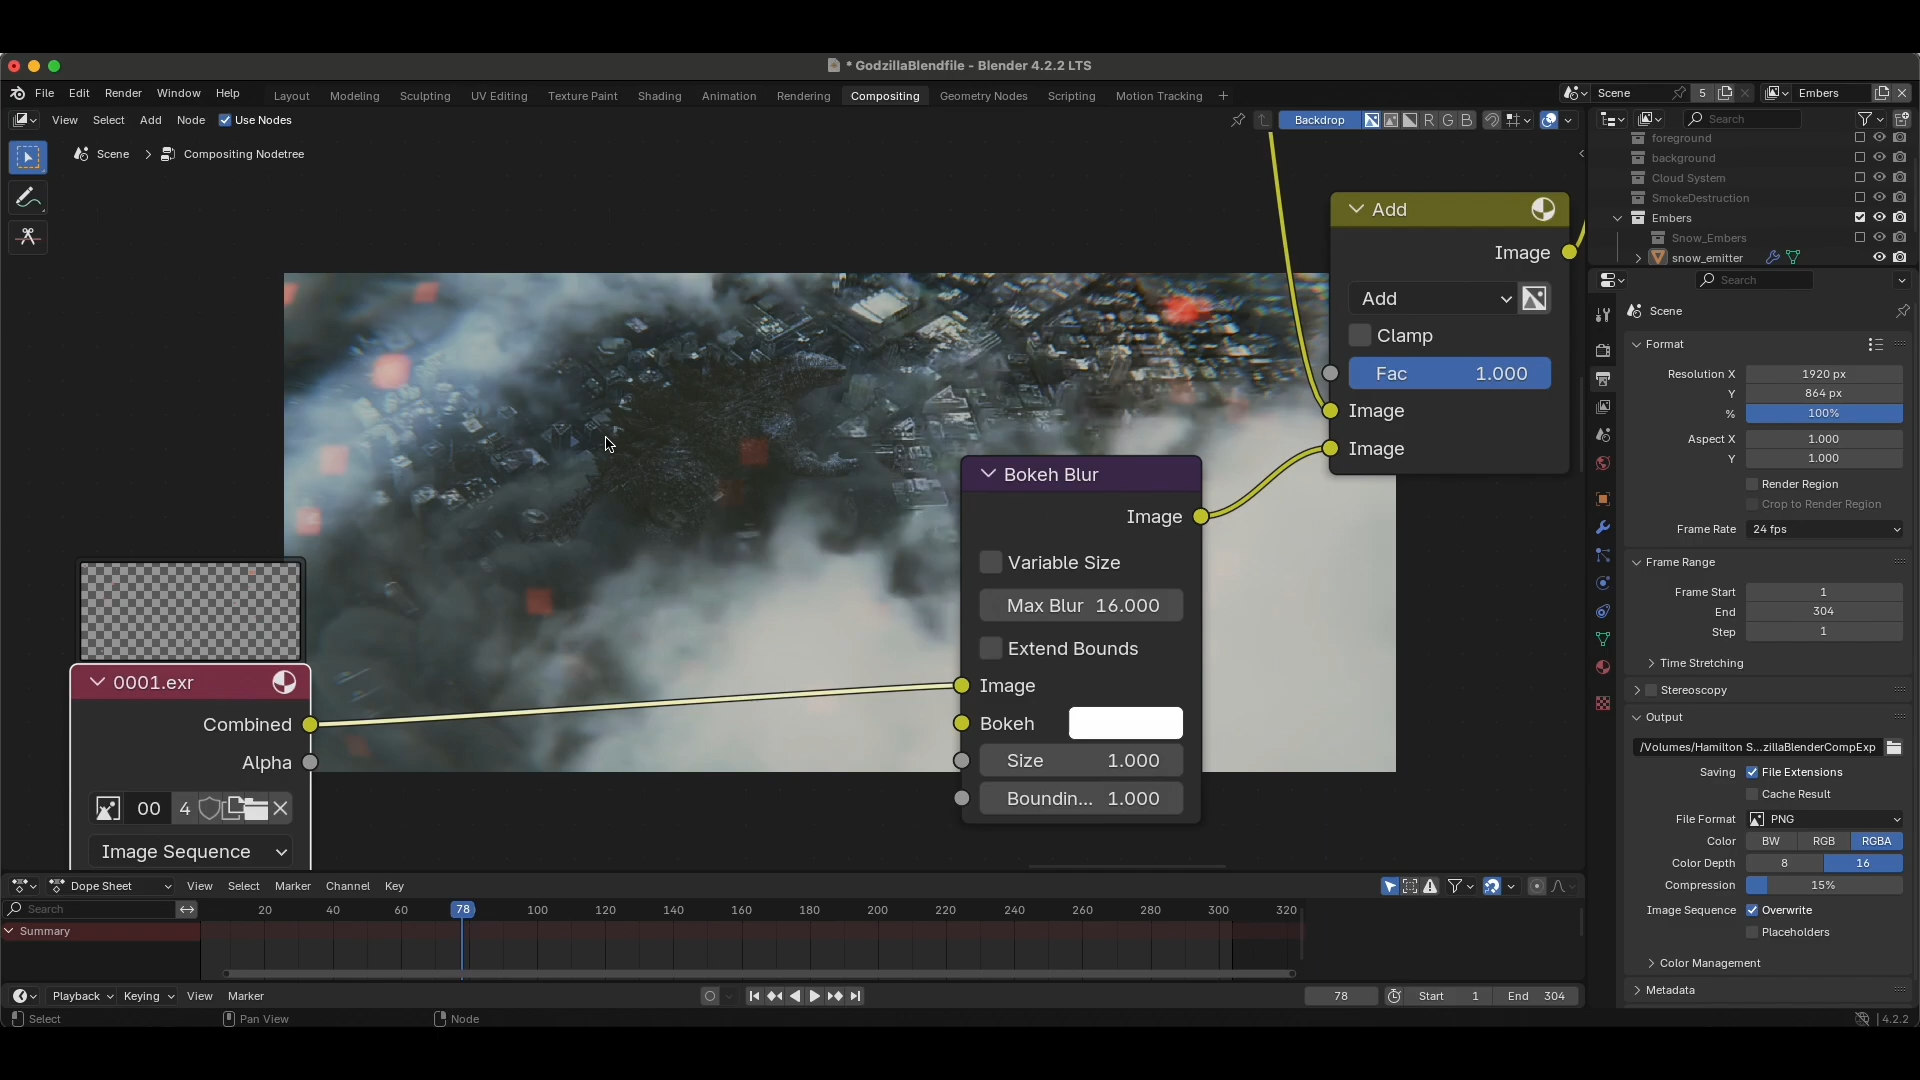 * GodzillaBlendfile - Blender 4.2.2 LTS
File Edit Render Window Help Layout Modeling Sculpting UV Editing Texture Paint Shading Animation Rendering Compositing Geometry Nodes Scripting Motion Tracking + Scene 5 Embers
View Select Add Node Use Nodes Backdrop R G B Search
foreground
Scene Compositing Nodetree
background
Cloud System
SmokeDestruction
Embers
Snow_Embers
snow_emitter
Add
Image
Add
Clamp
Fac 1.000
Image
Image
Bokeh Blur
Image
Variable Size
Max Blur 16.000
Extend Bounds
Image
Bokeh
Size 1.000
Boundin... 1.000
0001.exr
Combined
Alpha
00 4
Image Sequence
Search
Scene
Format
Resolution X 1920 px
Y 864 px
% 100%
Aspect X 1.000
Y 1.000
Render Region
Crop to Render Region
Frame Rate 24 fps
Frame Range
Frame Start 1
End 304
Step 1
Time Stretching
Stereoscopy
Output
/Volumes/Hamilton S...zillaBlenderCompExp
Saving File Extensions
Cache Result
File Format PNG
Color BW RGB RGBA
Color Depth 8 16
Compression 15%
Image Sequence Overwrite
Placeholders
Color Management
Metadata
Dope Sheet View Select Marker Channel Key
Search 20 40 60 78 100 120 140 160 180 200 220 240 260 280 300 320
Summary
Playback Keying View Marker 78 Start 1 End 304
Select Pan View Node 4.2.2